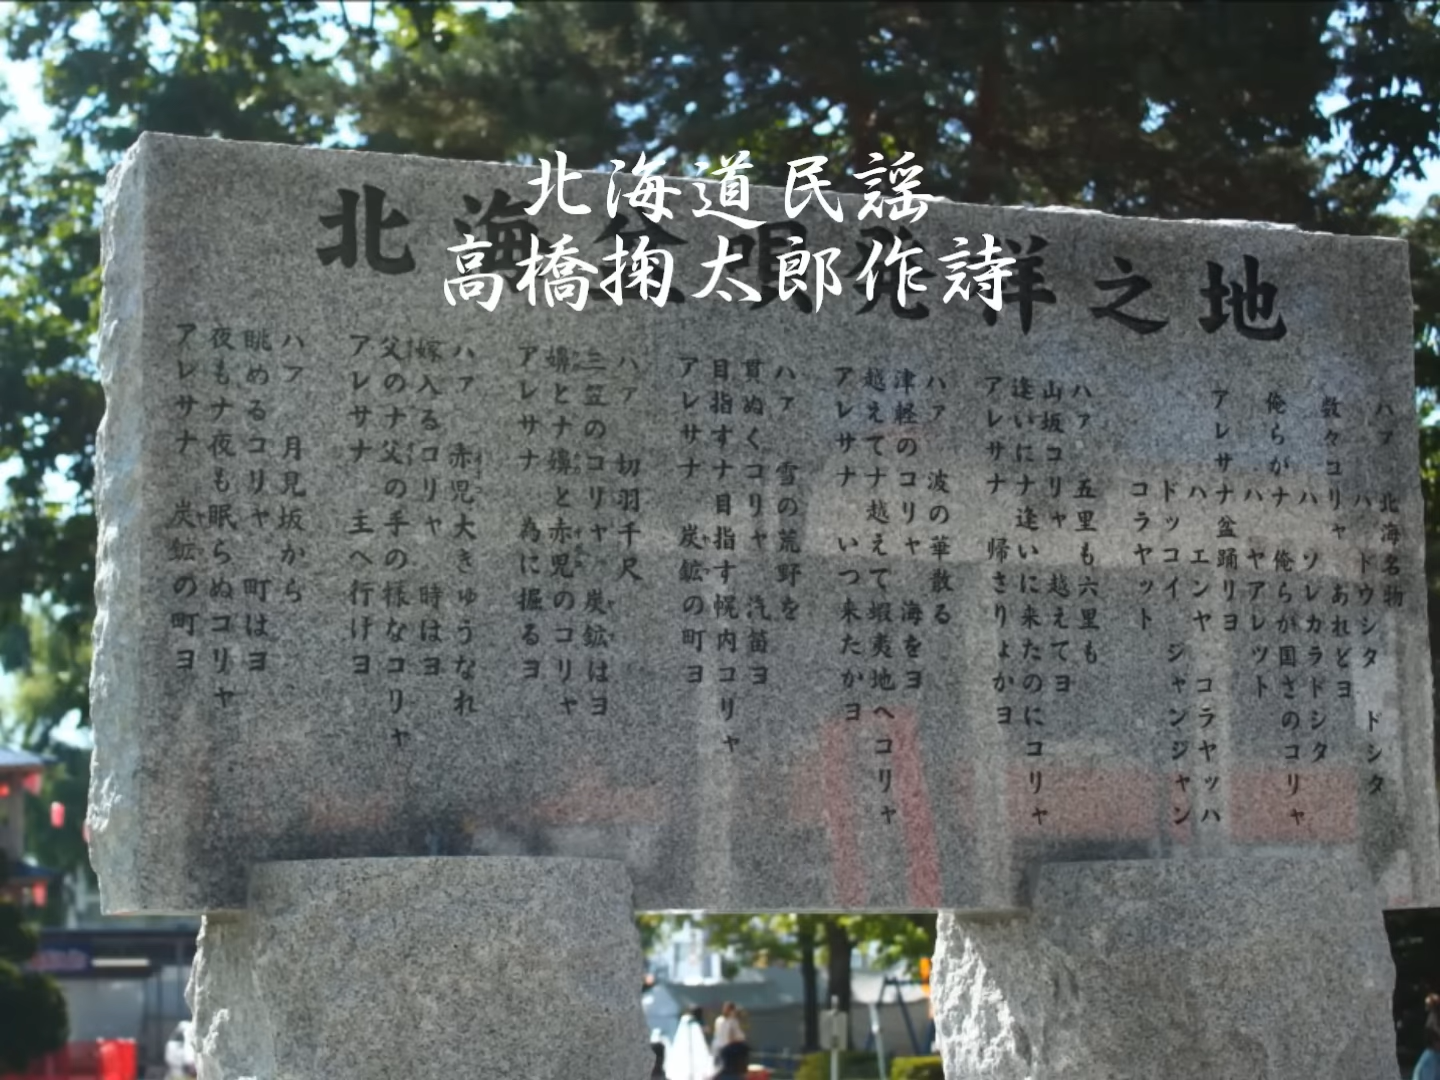 北海道民謡
高橋掬太郎作詩
北海盆唄発祥之地
ハァ 北海名物
ハ ドウシタ ドシタ
数々コリャ あれどヨ
ハ ソレカラドシタ
俺らがナ 俺らが国さのコリャ
ハ ヤアレット
アレサナ盆踊リヨ
ハ エンヤ コラヤッハ
ドッコイ ジャンジャン
コラヤット
ハァ 五里も六里も
山坂コリャ 越えてヨ
逢いにナ逢いに来たのにコリャ
アレサナ 帰さりょかヨ
ハァ 波の華散る
津軽のコリャ 海をヨ
越えてナ越えて蝦夷地へコリャ
アレサナ いつ来たかヨ
ハァ 雪の荒野を
貫ぬくコリャ 汽笛ヨ
目指すナ目指す幌内コリャ
アレサナ 炭鉱の町ヨ
ハァ 切羽千尺
三笠のコリャ 炭鉱はヨ
嬶とナ嬶と赤児のコリャ
アレサナ 為に掘るヨ
ハァ 赤児大きゅうなれ
嫁入るコリャ 時はヨ
父のナ父の手の様なコリャ
アレサナ 主へ行けヨ
ハァ 月見坂から
眺めるコリャ 町はヨ
夜もナ夜も眠らぬコリャ
アレサナ 炭鉱の町ヨ